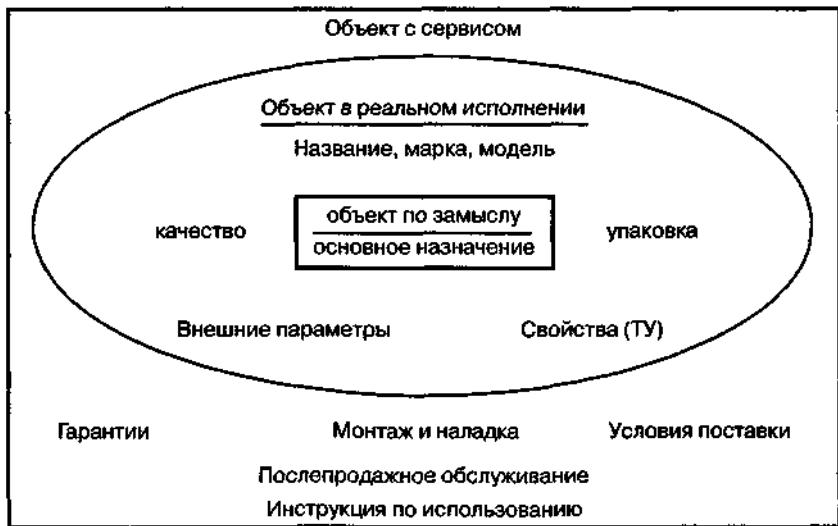 Объект с сервисом
Объект в реальном исполнении
Название, марка, модель
качество
объект по замыслу
основное назначение
упаковка
Внешние параметры
Свойства (ТУ)
Гарантии
Монтаж и наладка
Условия поставки
Послепродажное обслуживание
Инструкция по использованию